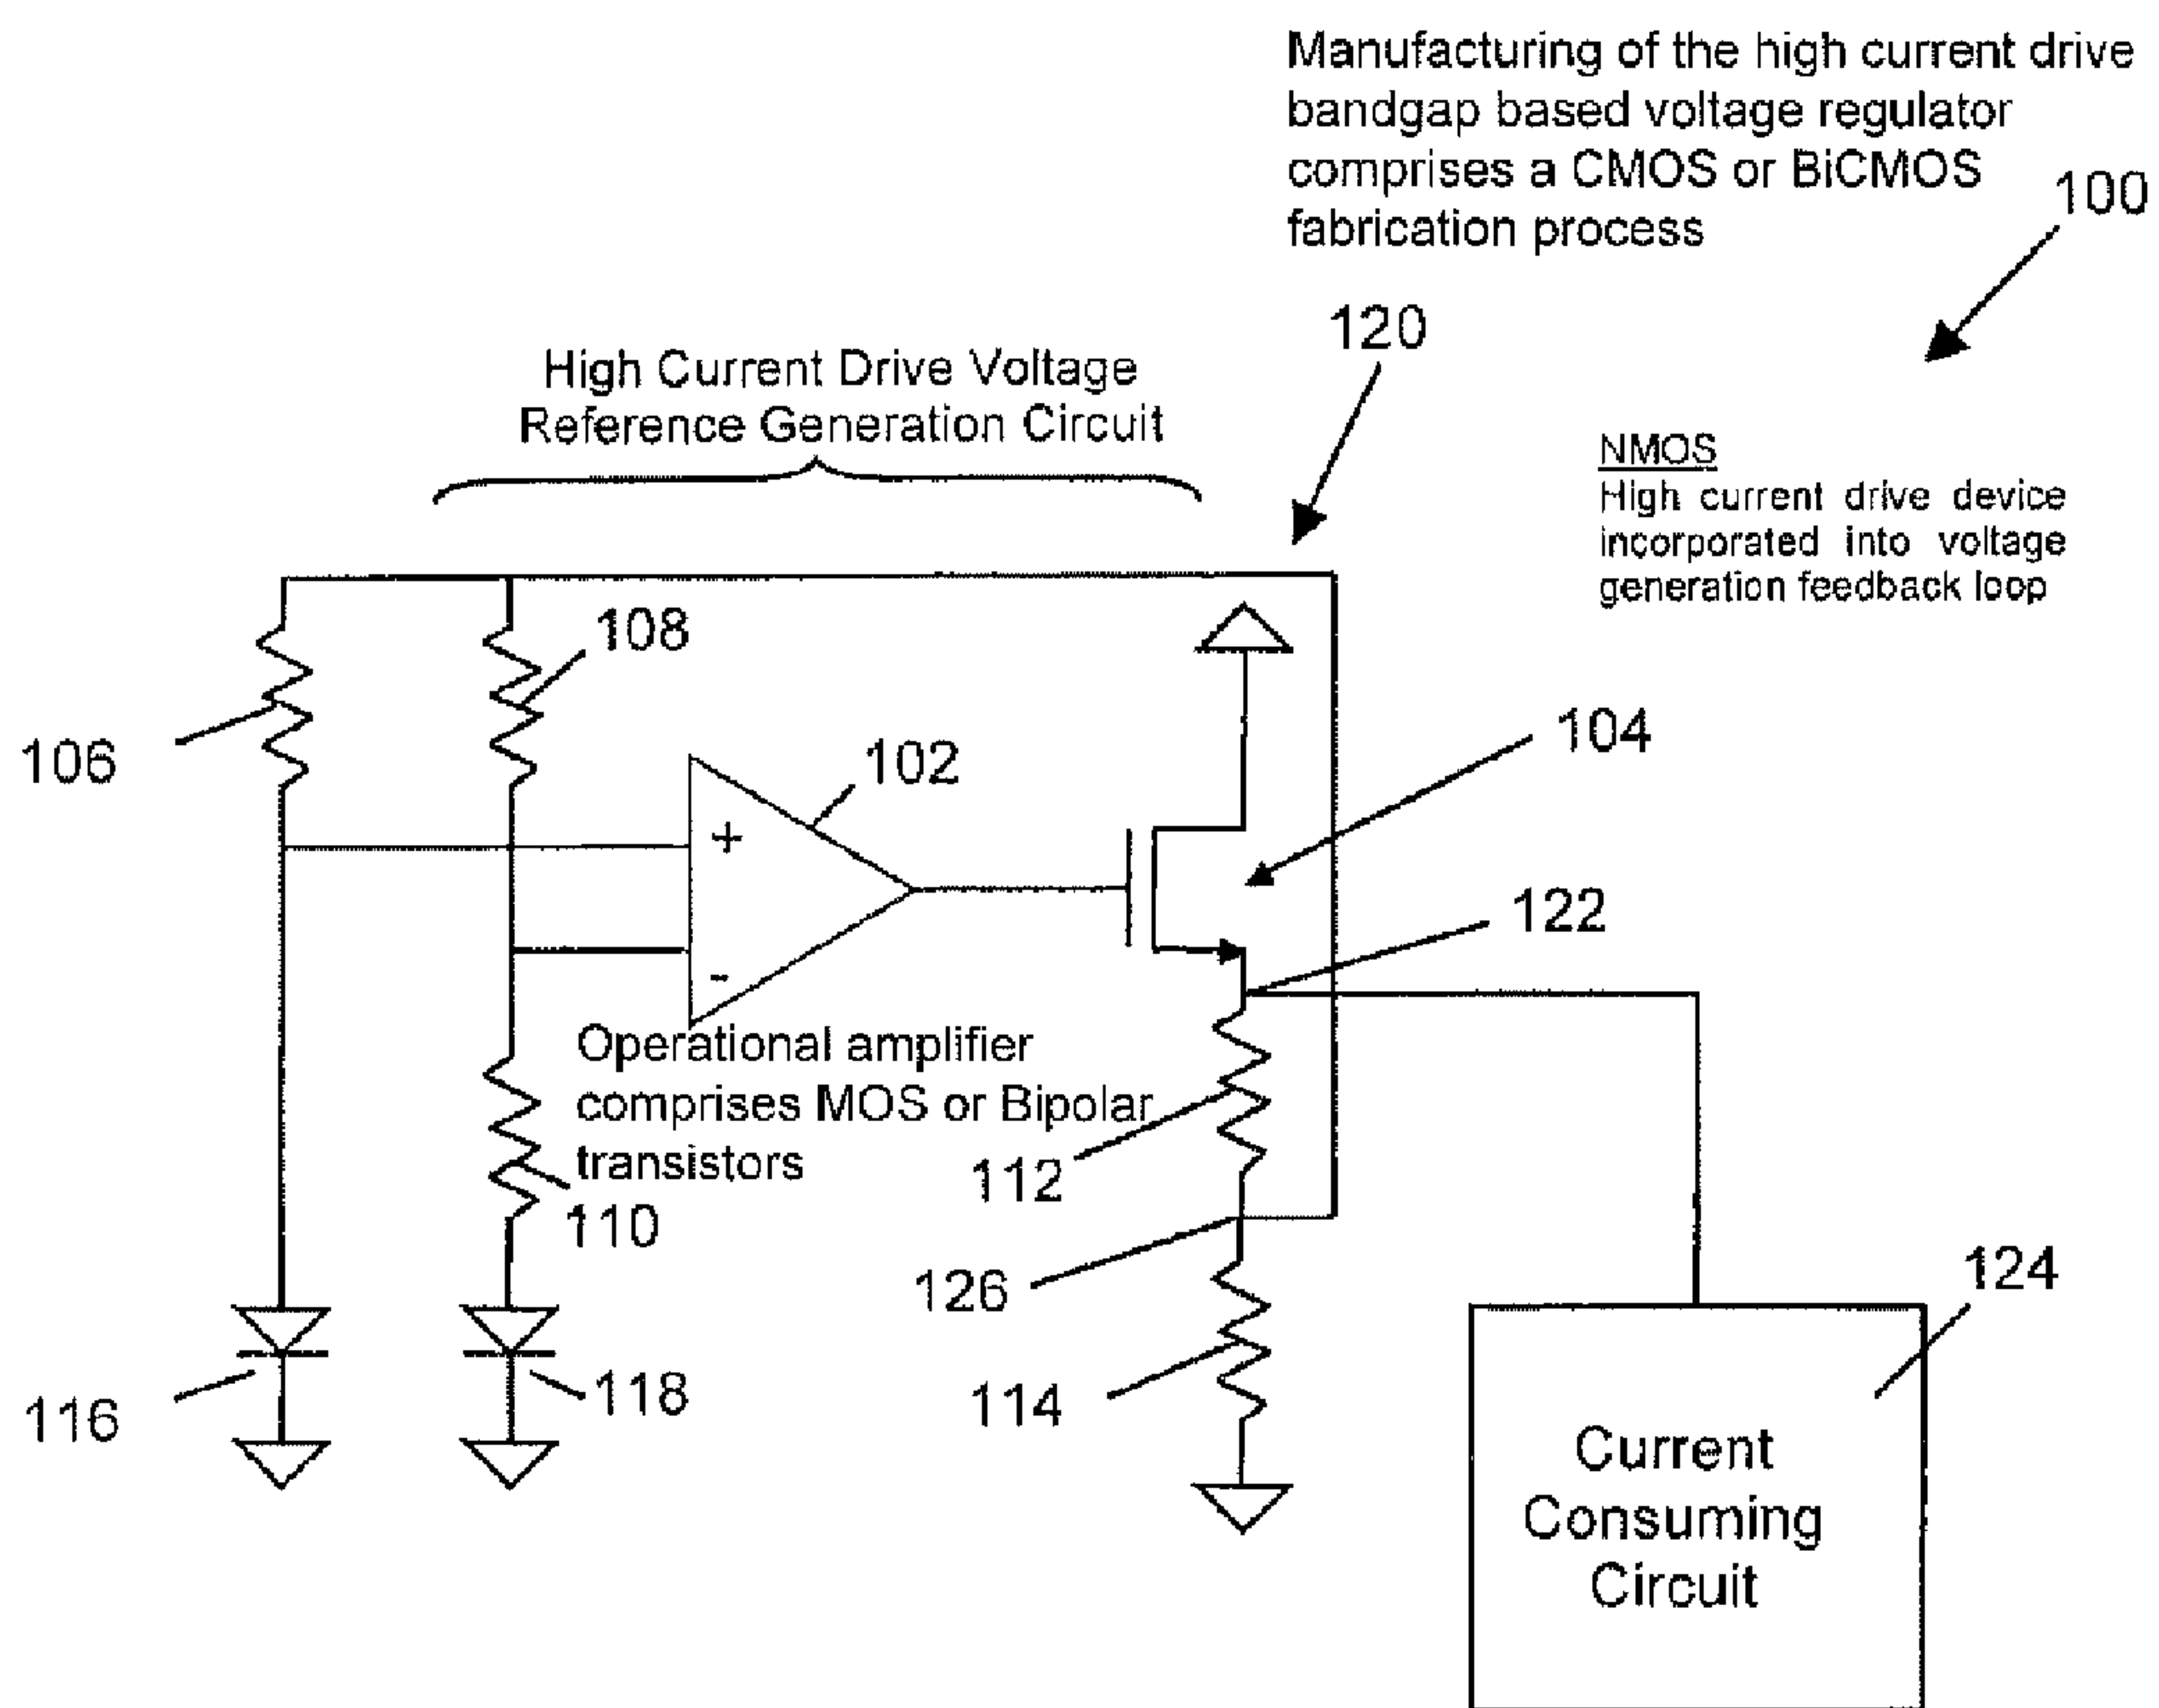 Manufacturing of the high current drive
bandgap based voltage regulator
comprises a CMOS or BiCMOS
fabrication process
100
120
High Current Drive Voltage
Reference Generation Circuit
NMOS
High current drive device
incorporated into voltage
generation feedback loop
108
106
102
104
+
-
122
Operational amplifier
comprises MOS or Bipolar
transistors
112
110
126
124
116
118
114
Current
Consuming
Circuit